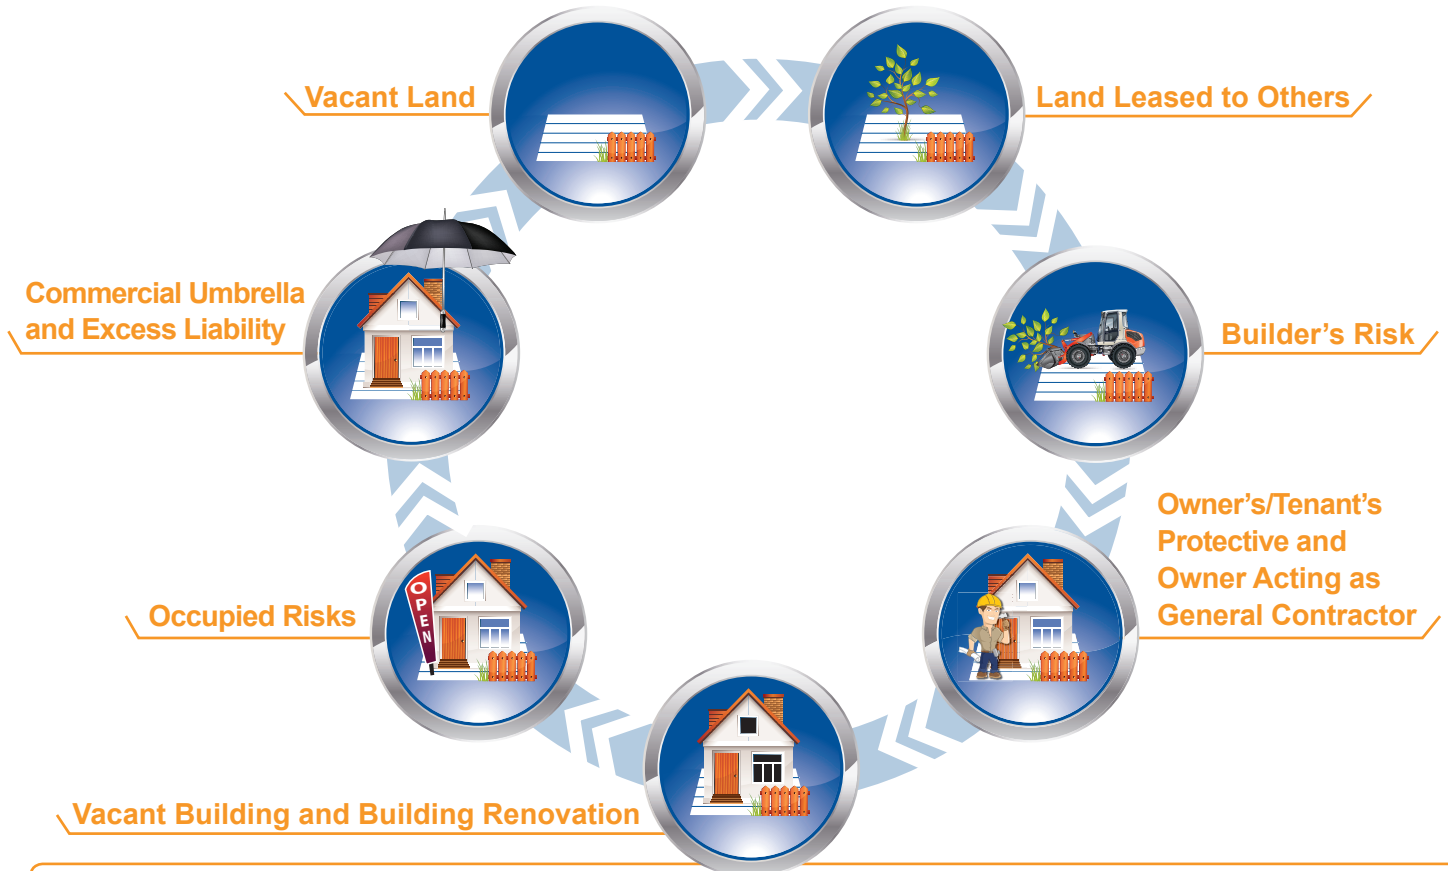 Vacant Land
Land Leased to Others
Commercial Umbrella
and Excess Liability
Builder’s Risk
Owner’s/Tenant’s
Protective and
Owner Acting as
General Contractor
OPEN
Occupied Risks
Vacant Building and Building Renovation